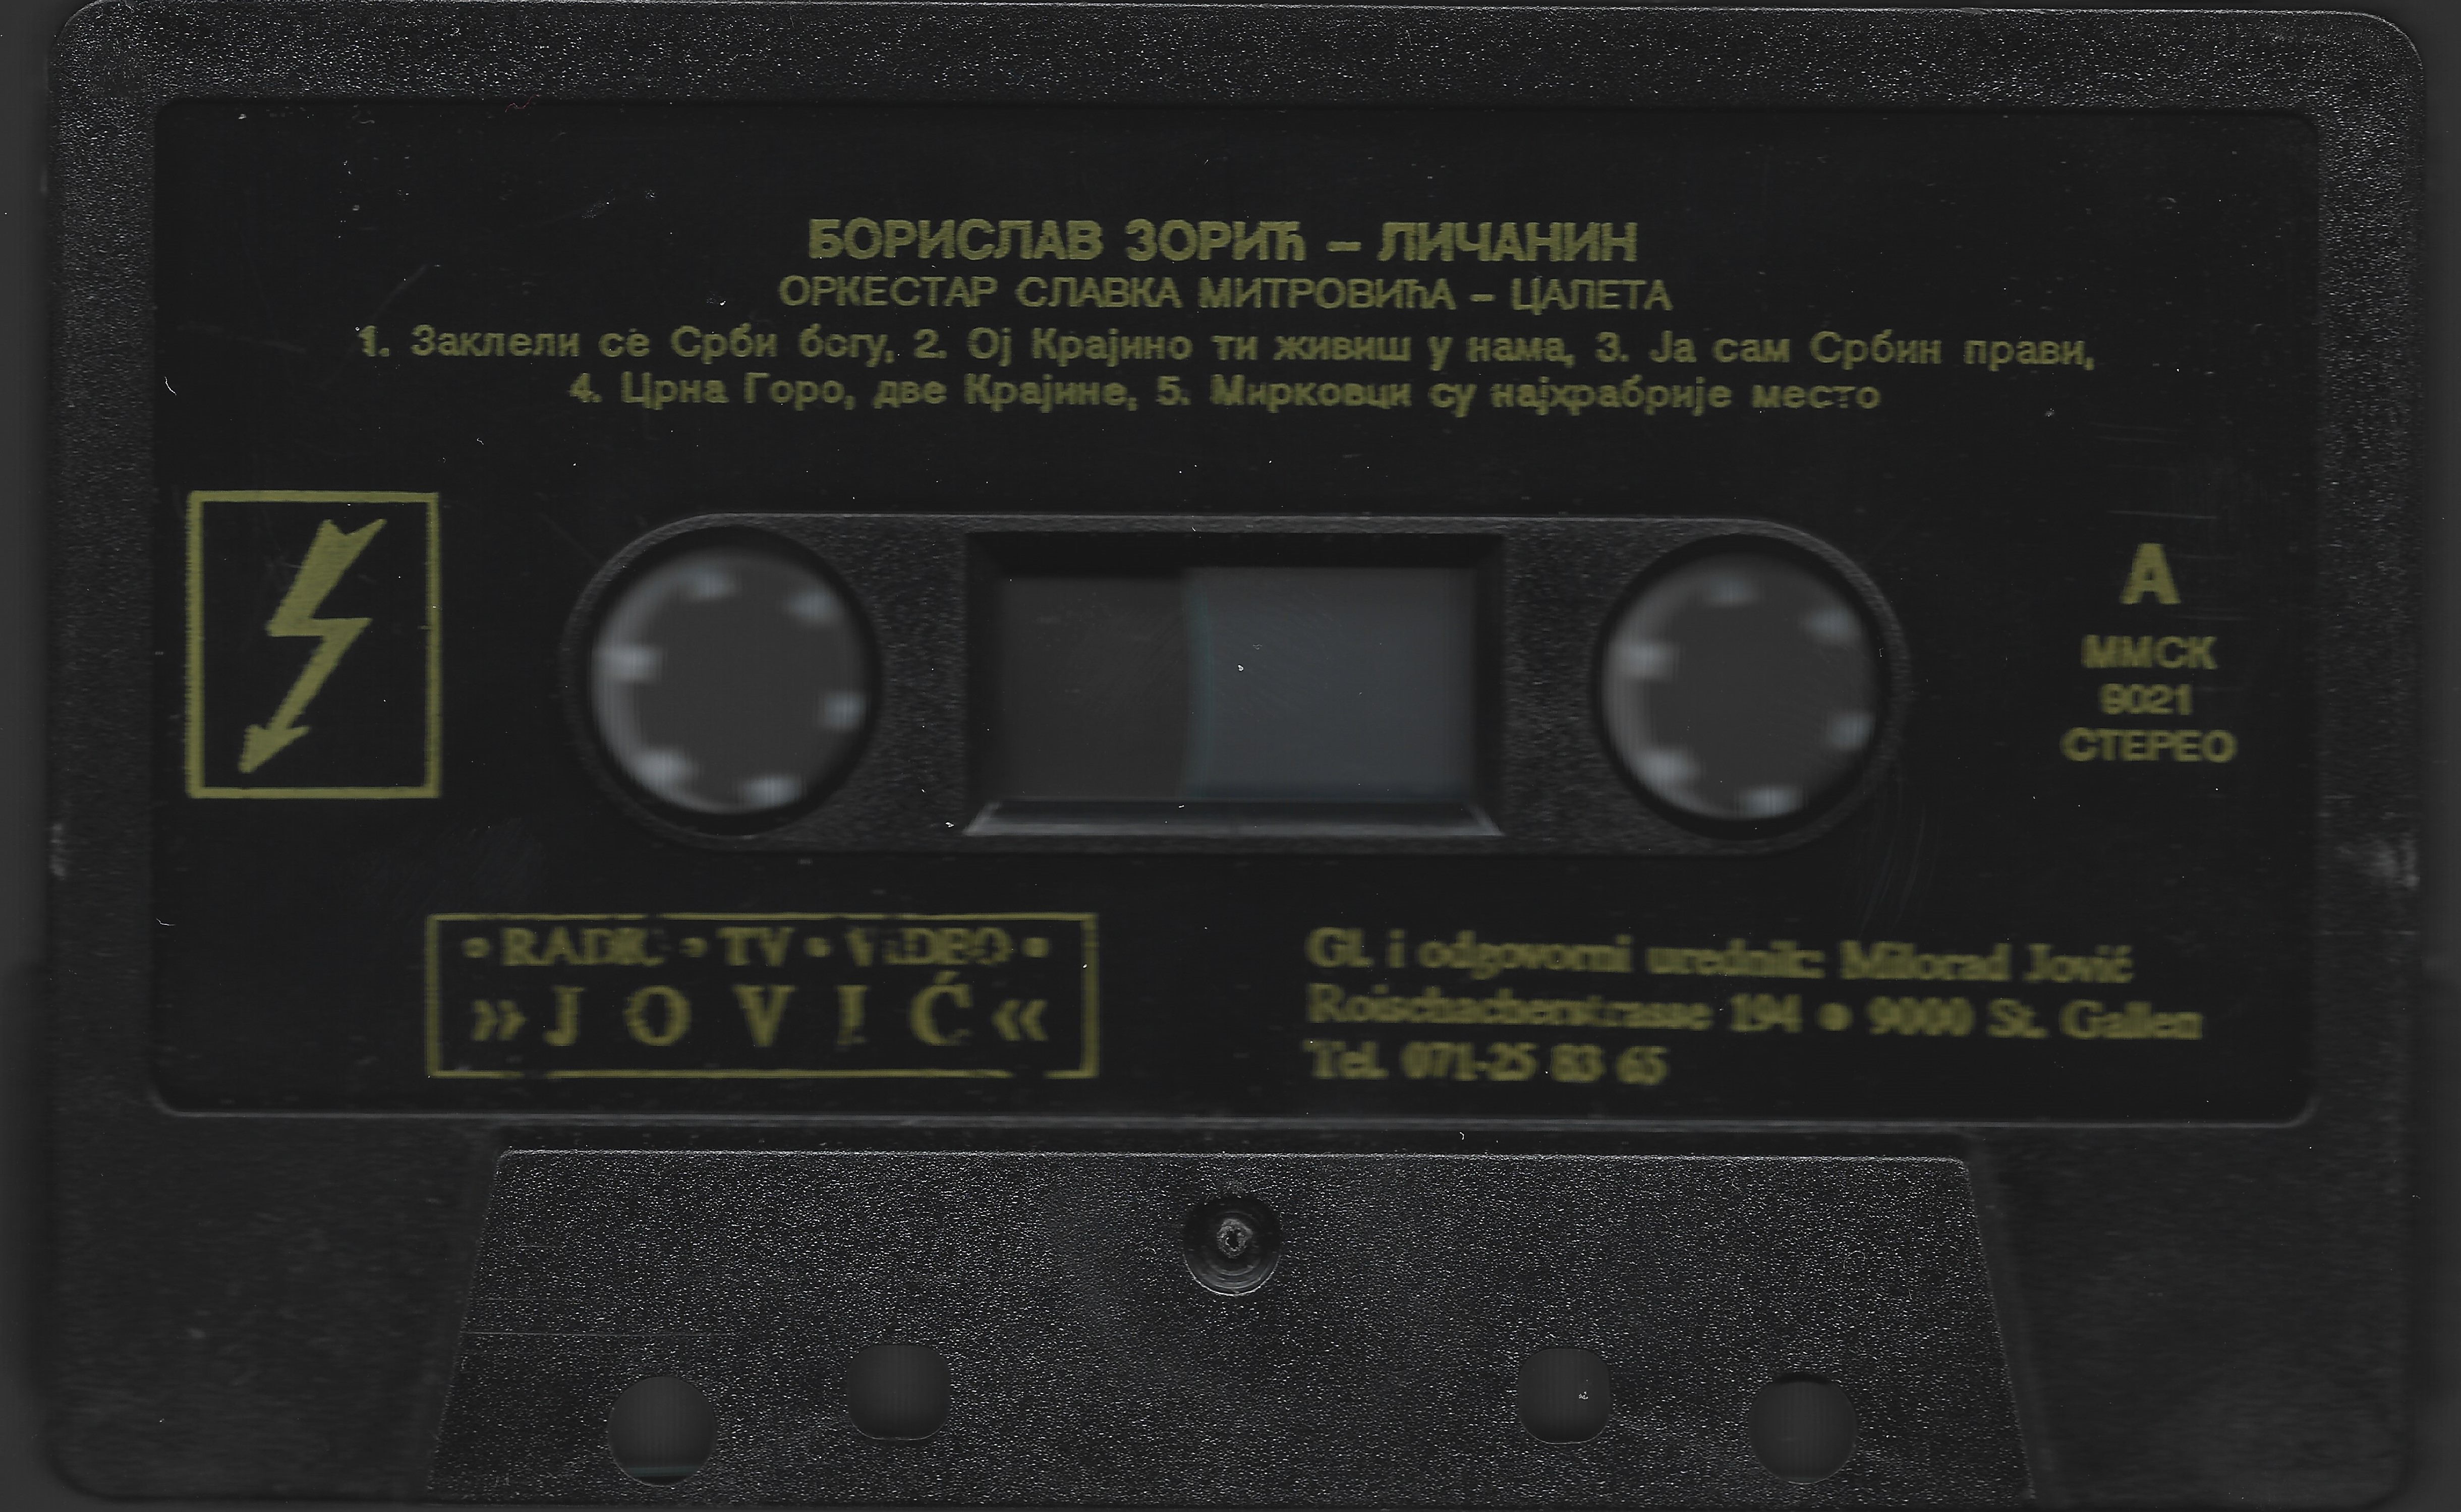 БОРИСЛАВ ЗОРИЋ – ЛИЧАНИН
ОРКЕСТАР СЛАВКА МИТРОВИЋА – ЦАЛЕТА
1. Заклели се Срби богу, 2. Ој Крајино ти живиш у нама, 3. Ја сам Србин прави,
4. Црна Горо, две Крајине, 5. Мирковци су најхрабрије место
A
ММСК
9021
СТЕРЕО
• RADIO • TV • ViDEO •
»JOVIĆ«
Gl. i odgovorni urednik: Milorad Jović
Roischacherstrasse 194 • 9000 St. Gallen
Tel. 071-25 83 65